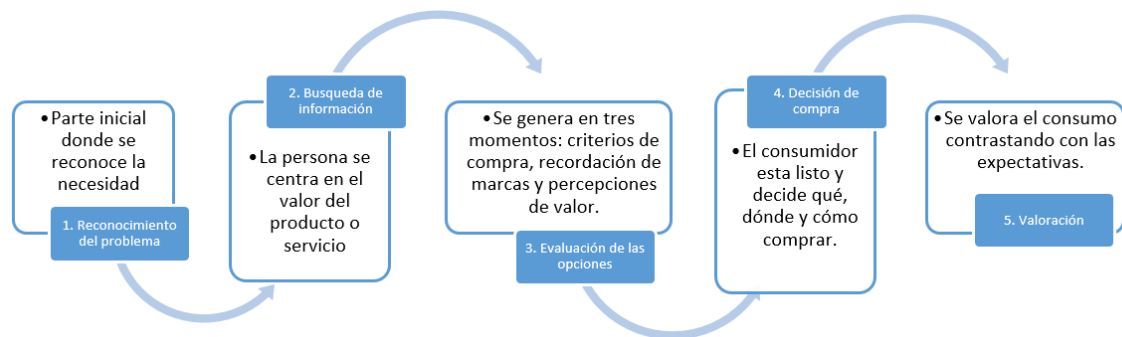 •Parte inicial
donde se
reconoce la
necesidad
1. Reconocimiento
del problema
2. Busqueda de
información
•La persona se
centra en el
valor del
producto o
servicio
•Se genera en tres
momentos: criterios de
compra, recordación de
marcas y percepciones
de valor.
3. Evaluación de las
opciones
4. Decisión de
compra
•El consumidor
esta listo y
decide qué,
dónde y cómo
comprar.
•Se valora el consumo
contrastando con las
expectativas.
5. Valoración